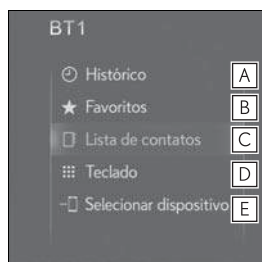 BT1
Histórico A
Favoritos B
Lista de contatos C
Teclado D
Selecionar dispositivo E